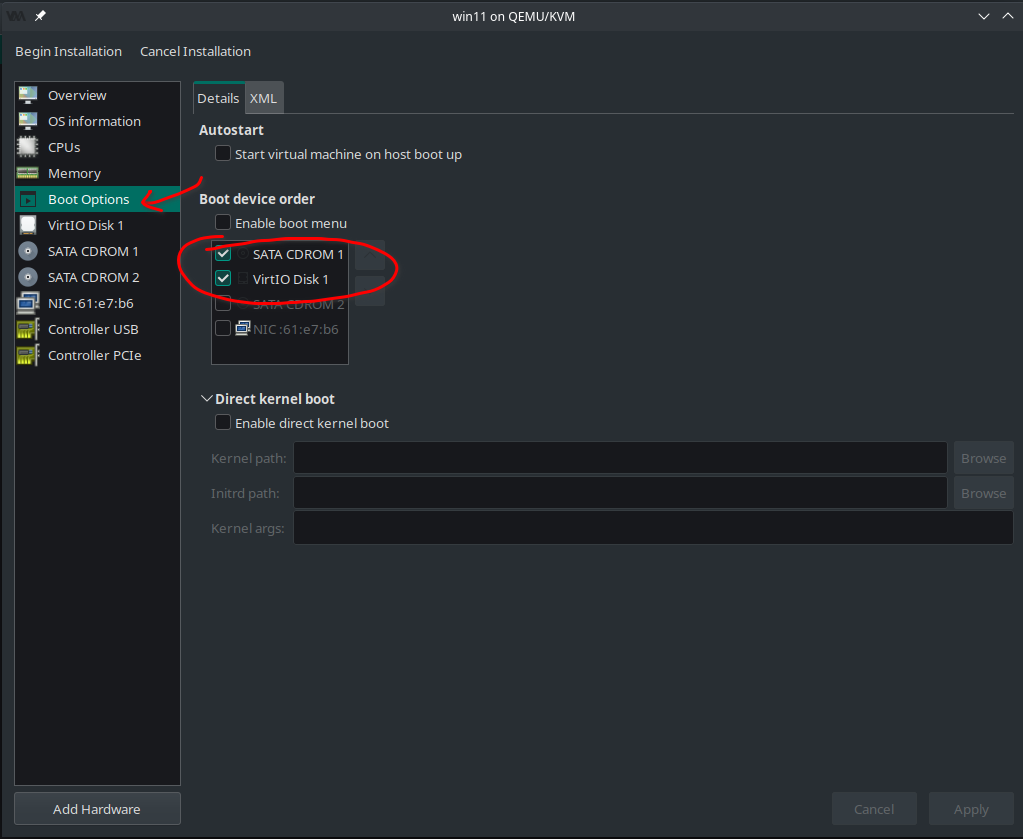 win11 on QEMU/KVM
Begin Installation Cancel Installation
Overview
OS information
CPUs
Memory
Boot Options
VirtIO Disk 1
SATA CDROM 1
SATA CDROM 2
NIC :61:e7:b6
Controller USB
Controller PCIe
Add Hardware
Details XML
Autostart
Start virtual machine on host boot up
Boot device order
Enable boot menu
SATA CDROM 1
VirtIO Disk 1
SATA CDROM 2
NIC :61:e7:b6
Direct kernel boot
Enable direct kernel boot
Kernel path: Browse
Initrd path: Browse
Kernel args:
Cancel Apply